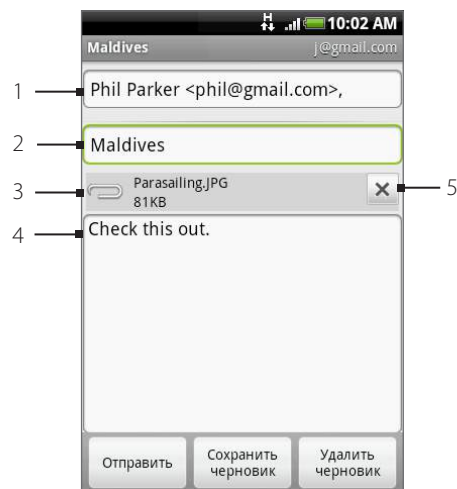 H 10:02 AM
Maldives j@gmail.com
1 Phil Parker <phil@gmail.com>,
2 Maldives
3 Parasailing.JPG 5
81KB
4 Check this out.
Отправить
Сохранить
черновик
Удалить
черновик